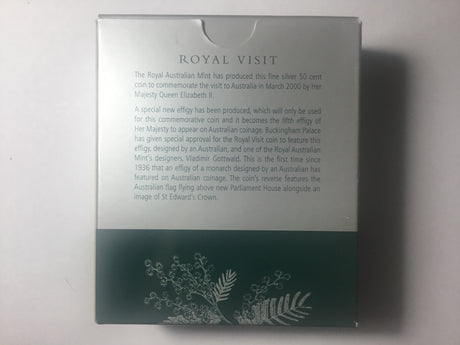 ROYAL VISIT
The Royal Australian Mint has produced this fine silver 50 cent
coin to commemorate the visit to Australia in March 2000 by Her
Majesty Queen Elizabeth II.
A special new effigy has been produced, which will only be used
for this commemorative coin and it becomes the fifth effigy of
Her Majesty to appear on Australian coinage. Buckingham Palace
has given special approval for the Royal Visit coin to feature this
effigy, designed by an Australian, and one of the Royal Australian
Mint's designers, Vladimir Gottwald. This is the first time since
1936 that an effigy of a monarch designed by an Australian has
featured on Australian coinage. The coin's reverse features the
Australian flag flying above new Parliament House alongside an
image of St Edward's Crown.